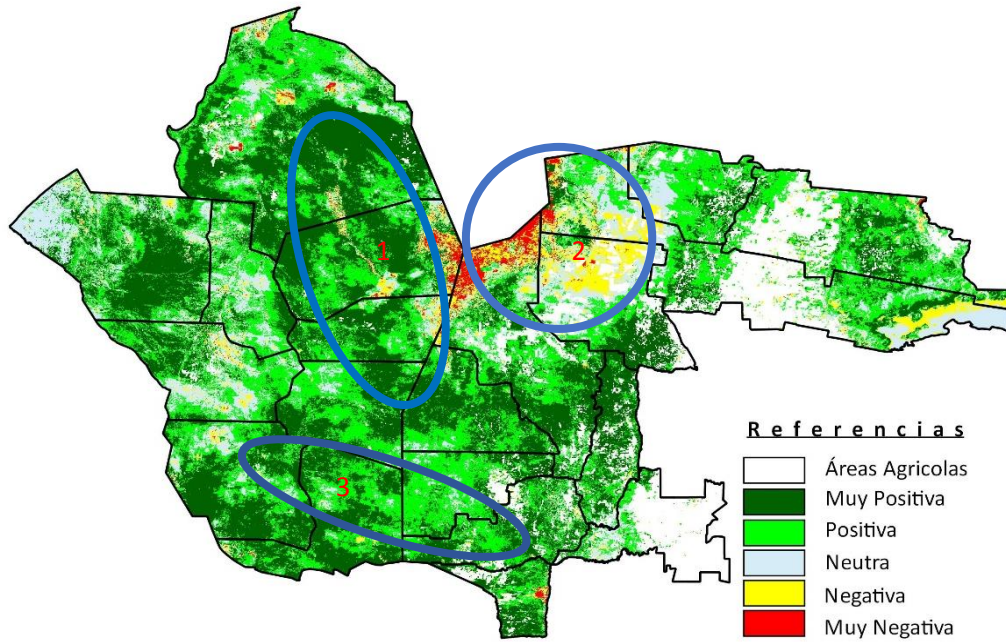 1
2
3
Referencias
Áreas Agricolas
Muy Positiva
Positiva
Neutra
Negativa
Muy Negativa